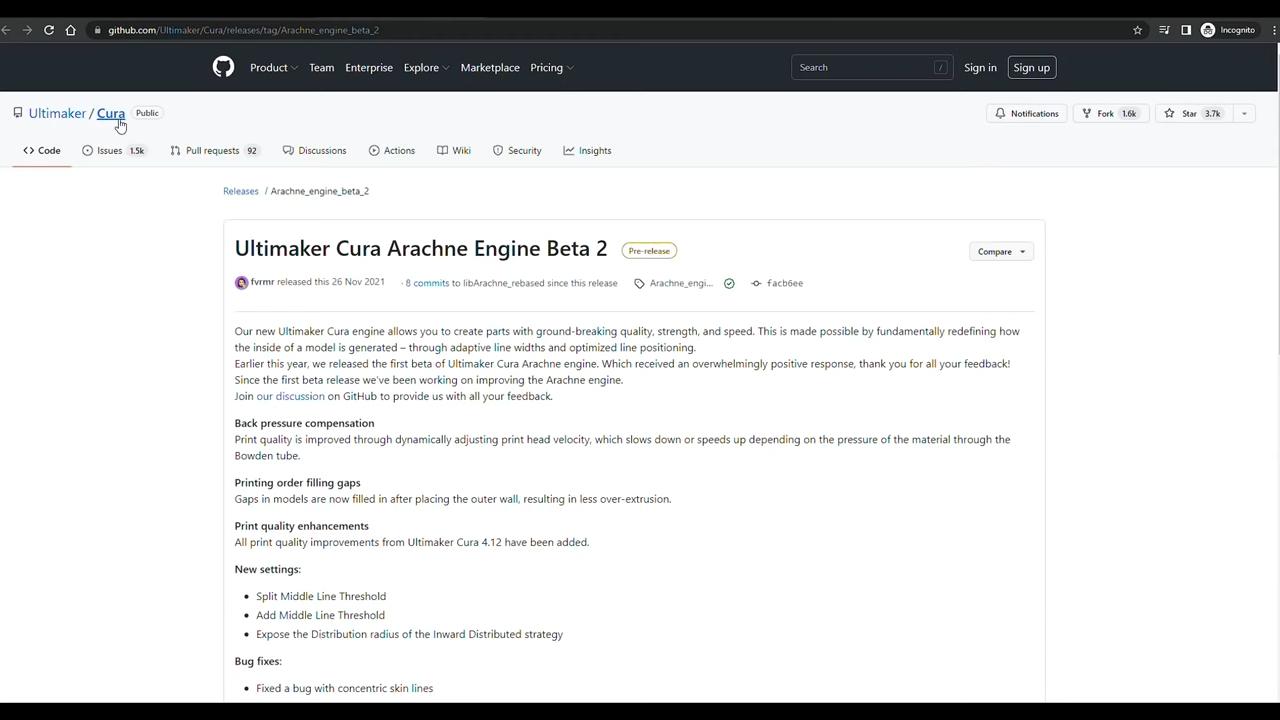 github.com/Ultimaker/Cura/releases/tag/Arachne_engine_beta_2
Incognito
Product Team Enterprise Explore Marketplace Pricing
Search /
Sign in Sign up
Ultimaker / Cura Public
Notifications Fork 1.6k Star 3.7k
Code Issues 1.5k Pull requests 92 Discussions Actions Wiki Security Insights
Releases / Arachne_engine_beta_2
Ultimaker Cura Arachne Engine Beta 2 Pre-release
Compare
fvrmr released this 26 Nov 2021 · 8 commits to libArachne_rebased since this release Arachne_engi... facb6ee
Our new Ultimaker Cura engine allows you to create parts with ground-breaking quality, strength, and speed. This is made possible by fundamentally redefining how
the inside of a model is generated – through adaptive line widths and optimized line positioning.
Earlier this year, we released the first beta of Ultimaker Cura Arachne engine. Which received an overwhelmingly positive response, thank you for all your feedback!
Since the first beta release we've been working on improving the Arachne engine.
Join our discussion on GitHub to provide us with all your feedback.
Back pressure compensation
Print quality is improved through dynamically adjusting print head velocity, which slows down or speeds up depending on the pressure of the material through the
Bowden tube.
Printing order filling gaps
Gaps in models are now filled in after placing the outer wall, resulting in less over-extrusion.
Print quality enhancements
All print quality improvements from Ultimaker Cura 4.12 have been added.
New settings:
• Split Middle Line Threshold
• Add Middle Line Threshold
• Expose the Distribution radius of the Inward Distributed strategy
Bug fixes:
• Fixed a bug with concentric skin lines